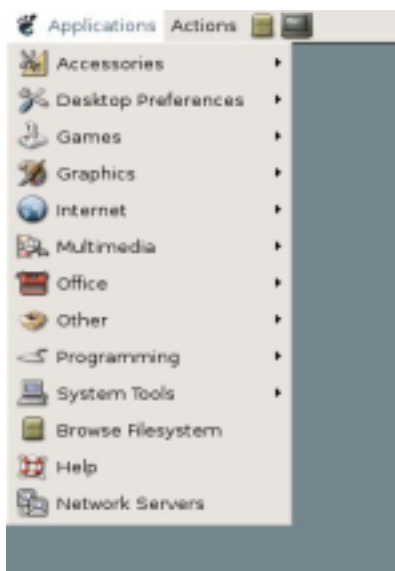 Applications Actions
Accessories
Desktop Preferences
Games
Graphics
Internet
Multimedia
Office
Other
Programming
System Tools
Browse Filesystem
Help
Network Servers